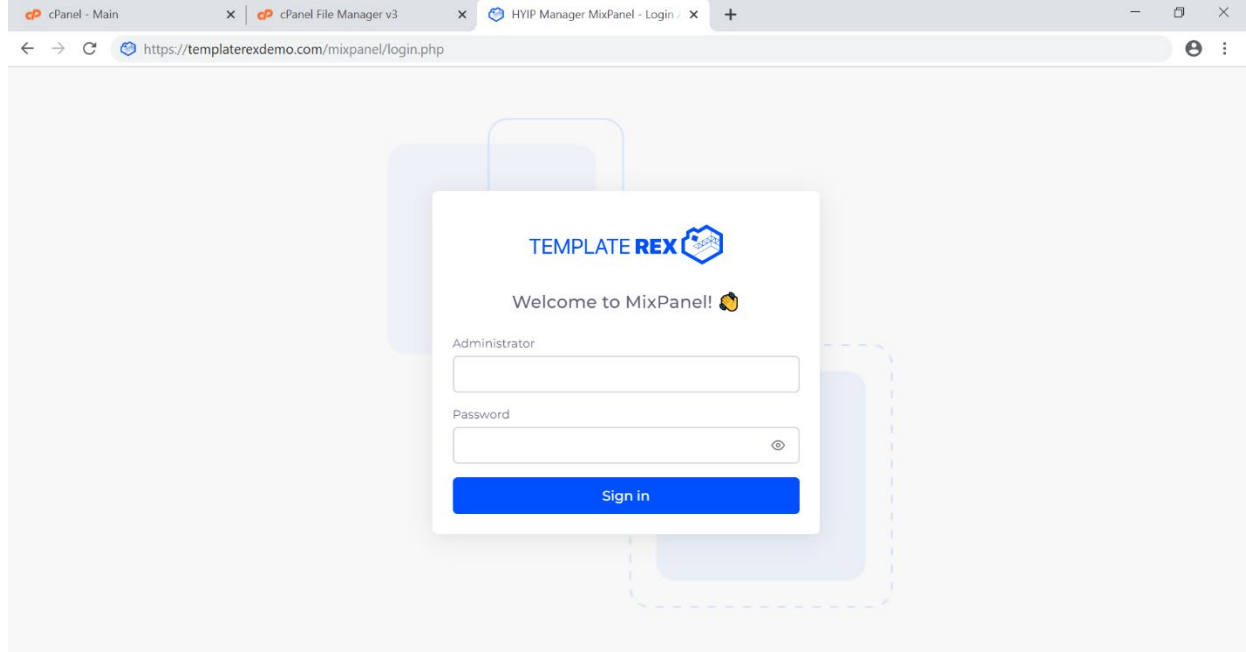 cPanel - Main
cPanel File Manager v3
HYIP Manager MixPanel - Login
https://templaterexdemo.com/mixpanel/login.php
TEMPLATE REX
Welcome to MixPanel!
Administrator
Password
Sign in